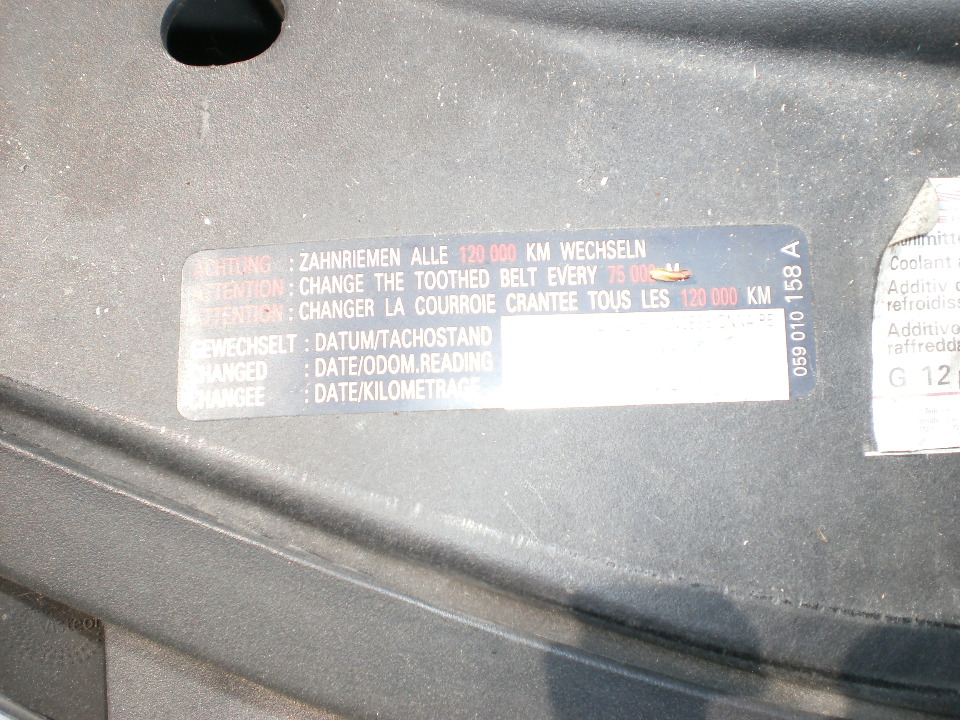 ACHTUNG : ZAHNRIEMEN ALLE 120 000 KM WECHSELN
ATTENTION : CHANGE THE TOOTHED BELT EVERY 75 000 M
ATTENTION : CHANGER LA COURROIE CRANTEE TOUS LES 120 000 KM
GEWECHSELT : DATUM/TACHOSTAND
CHANGED : DATE/ODOM.READING
CHANGEE : DATE/KILOMETRAGE
059 010 158 A
Coolant
Additiv
refroidiss
Additivo
raffredda
G 12